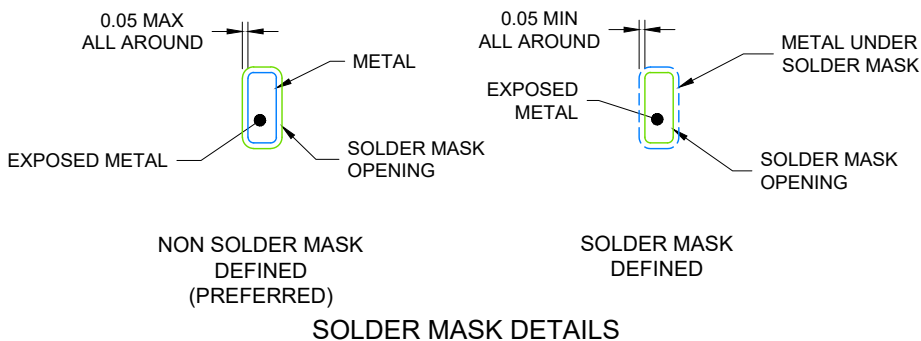 0.05 MAX
ALL AROUND
METAL
EXPOSED METAL
SOLDER MASK
OPENING
NON SOLDER MASK
DEFINED
(PREFERRED)
0.05 MIN
ALL AROUND
METAL UNDER
SOLDER MASK
EXPOSED
METAL
SOLDER MASK
OPENING
SOLDER MASK
DEFINED
SOLDER MASK DETAILS